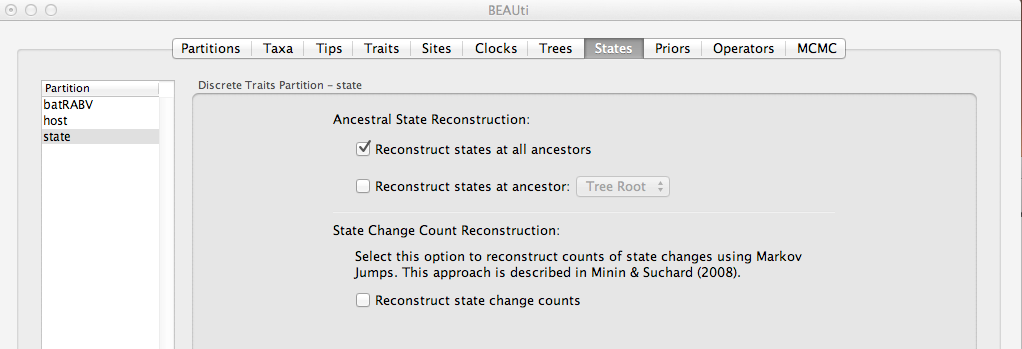 BEAUti
Partitions Taxa Tips Traits Sites Clocks Trees States Priors Operators MCMC
Partition
batRABV
host
state
Discrete Traits Partition – state
Ancestral State Reconstruction:
Reconstruct states at all ancestors
Reconstruct states at ancestor: Tree Root
State Change Count Reconstruction:
Select this option to reconstruct counts of state changes using Markov
Jumps. This approach is described in Minin & Suchard (2008).
Reconstruct state change counts